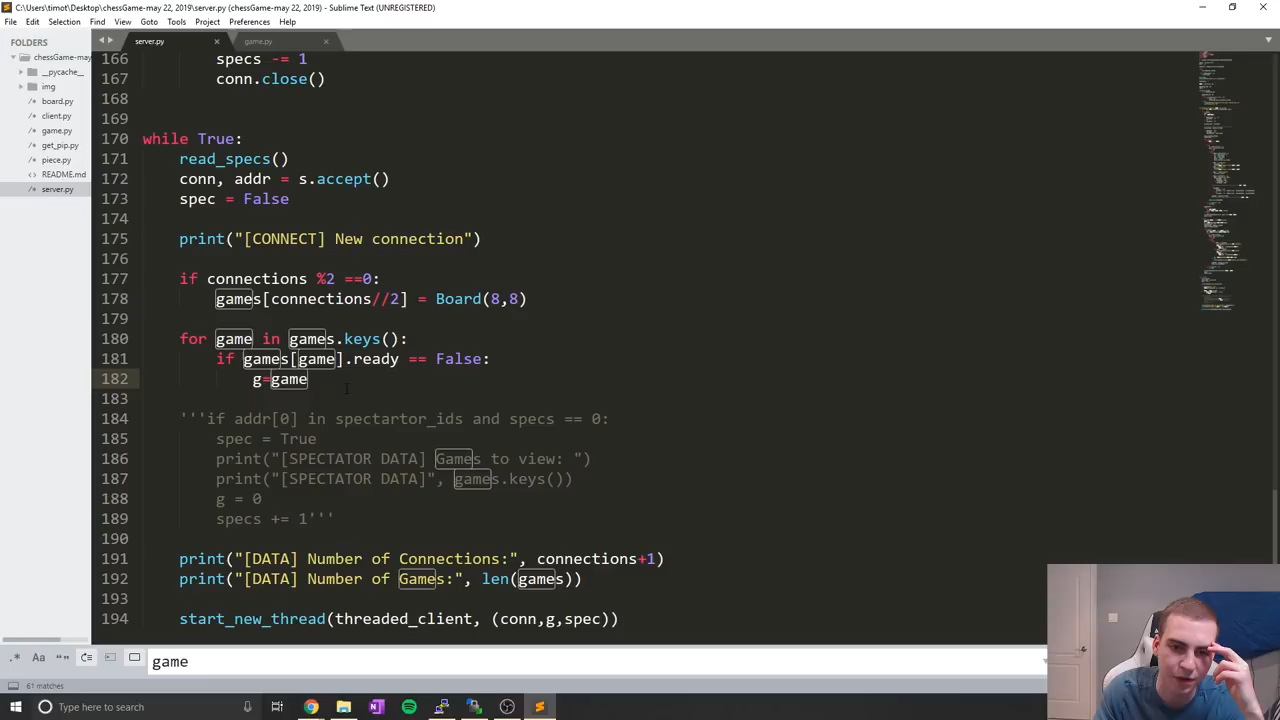 C:\Users\timot\Desktop\chessGame-may 22, 2019\server.py (chessGame-may 22, 2019) - Sublime Text (UNREGISTERED)
File Edit Selection Find View Goto Tools Project Preferences Help
FOLDERS
chessGame-may
__pycache__
img
board.py
client.py
game.py
get_pip.py
piece.py
README.md
server.py
server.py
game.py
166 specs -= 1
167 conn.close()
168
169
170 while True:
171 read_specs()
172 conn, addr = s.accept()
173 spec = False
174
175 print("[CONNECT] New connection")
176
177 if connections %2 ==0:
178 games[connections//2] = Board(8,8)
179
180 for game in games.keys():
181 if games[game].ready == False:
182 g=game
183
184 '''if addr[0] in spectartor_ids and specs == 0:
185 spec = True
186 print("[SPECTATOR DATA] Games to view: ")
187 print("[SPECTATOR DATA]", games.keys())
188 g = 0
189 specs += 1'''
190
191 print("[DATA] Number of Connections:", connections+1)
192 print("[DATA] Number of Games:", len(games))
193
194 start_new_thread(threaded_client, (conn,g,spec))
.* Aa “” game
61 matches
Type here to search